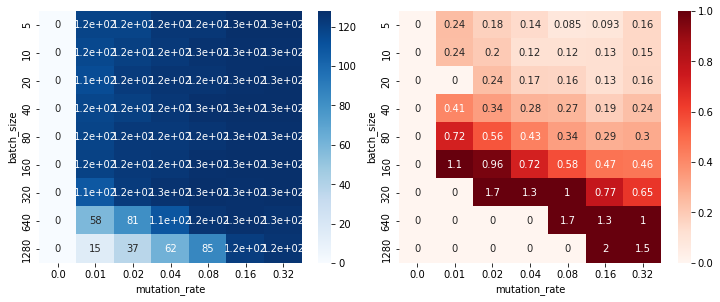 batch_size
5 0 1.2e+02 1.2e+02 1.2e+02 1.2e+02 1.3e+02 1.3e+02
10 0 1.2e+02 1.2e+02 1.2e+02 1.2e+02 1.3e+02 1.3e+02
20 0 1.1e+02 1.2e+02 1.2e+02 1.3e+02 1.3e+02 1.3e+02
40 0 1.2e+02 1.2e+02 1.2e+02 1.3e+02 1.3e+02 1.3e+02
80 0 1.2e+02 1.2e+02 1.2e+02 1.3e+02 1.3e+02 1.3e+02
160 0 1.2e+02 1.2e+02 1.2e+02 1.3e+02 1.3e+02 1.3e+02
320 0 1.1e+02 1.2e+02 1.2e+02 1.2e+02 1.3e+02 1.3e+02
640 0 58 81 1.1e+02 1.2e+02 1.3e+02 1.3e+02
1280 0 15 37 62 85 1.2e+02 1.2e+02
0.0 0.01 0.02 0.04 0.08 0.16 0.32
mutation_rate
120
100
80
60
40
20
0
batch_size
5 0 0.24 0.18 0.14 0.085 0.093 0.16
10 0 0.24 0.2 0.12 0.12 0.13 0.15
20 0 0 0.24 0.17 0.16 0.13 0.16
40 0 0.41 0.34 0.28 0.27 0.19 0.24
80 0 0.72 0.56 0.43 0.34 0.29 0.3
160 0 1.1 0.96 0.72 0.58 0.47 0.46
320 0 0 1.7 1.3 1 0.77 0.65
640 0 0 0 0 1.7 1.3 1
1280 0 0 0 0 0 2 1.5
0.0 0.01 0.02 0.04 0.08 0.16 0.32
mutation_rate
1.0
0.8
0.6
0.4
0.2
0.0